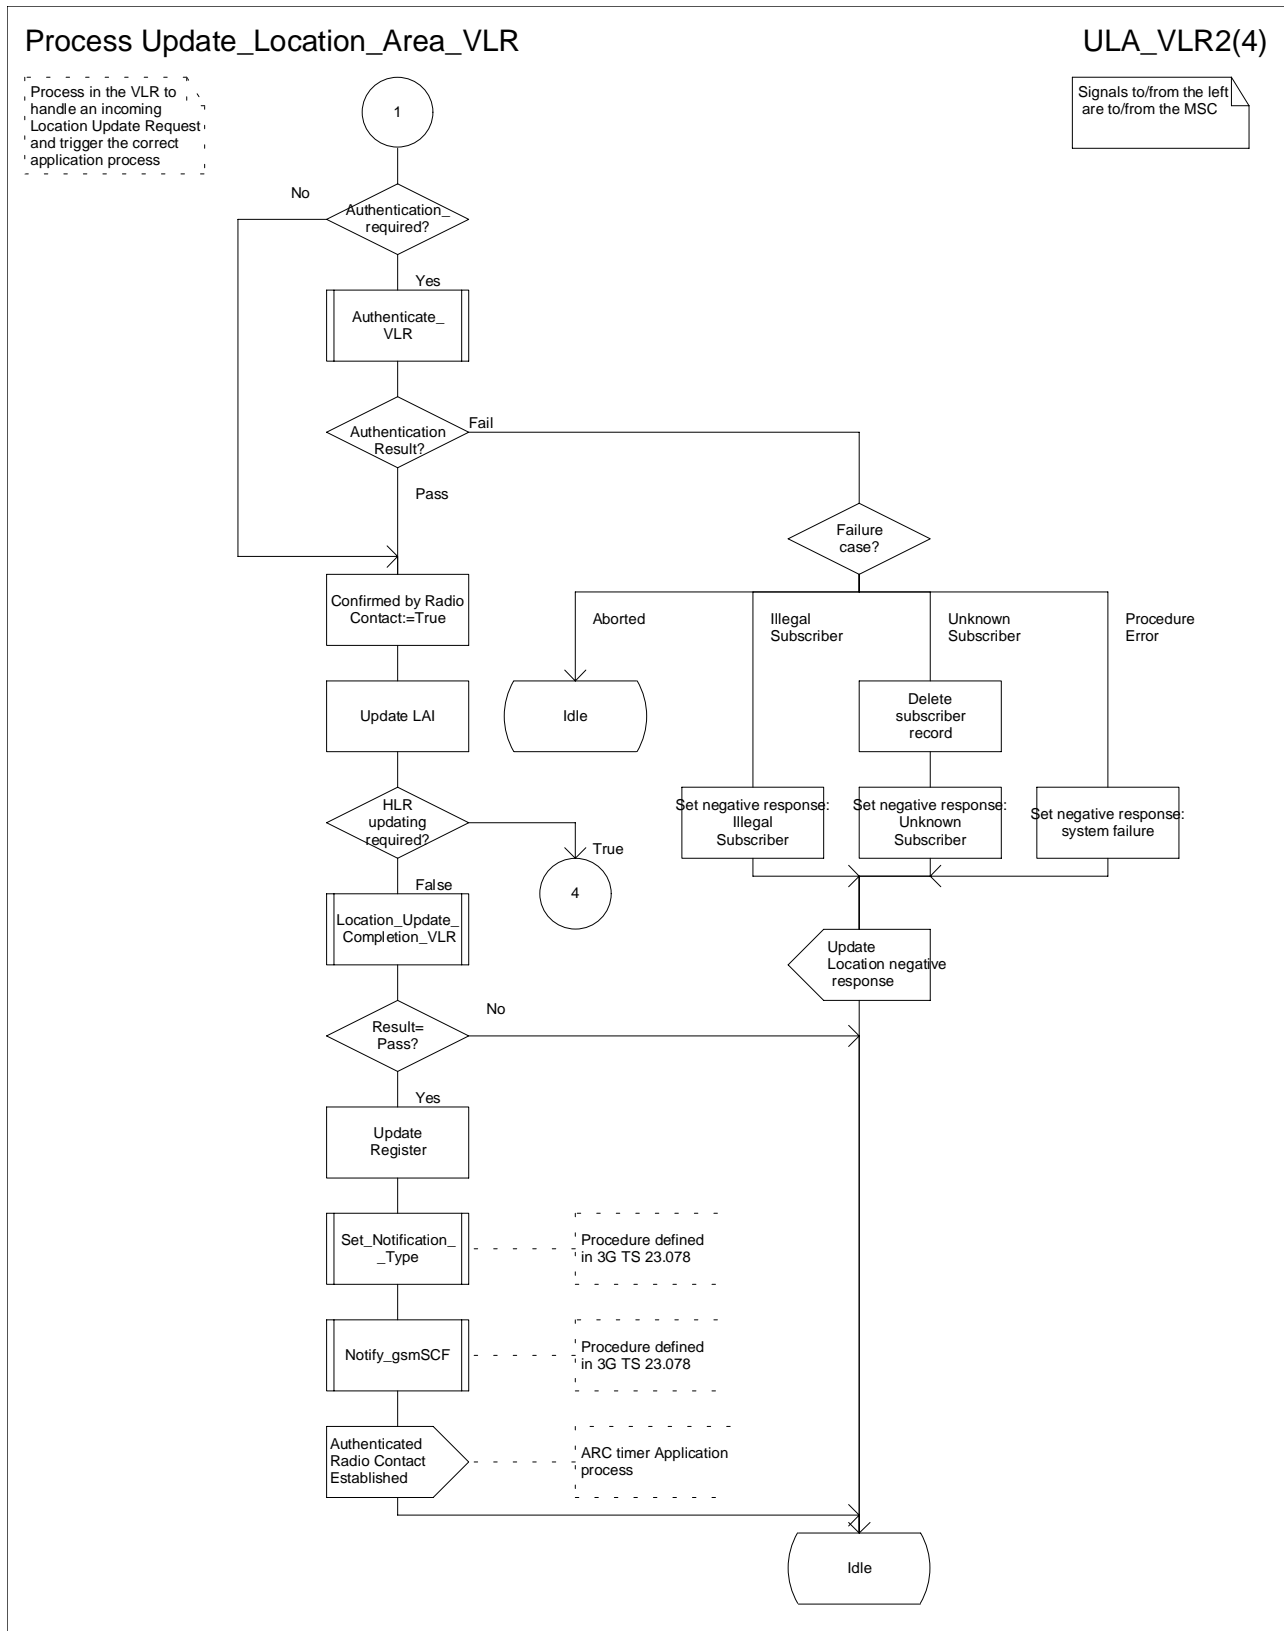 Process Update_Location_Area_VLR
ULA_VLR2(4)
Process in the VLR to
handle an incoming
Location Update Request
and trigger the correct
application process
Signals to/from the left
are to/from the MSC
1
No
Authentication_
required?
Yes
Authenticate_
VLR
Authentication
Result?
Fail
Pass
Failure
case?
Confirmed by Radio
Contact:=True
Aborted
Illegal
Subscriber
Unknown
Subscriber
Procedure
Error
Update LAI
Idle
Delete
subscriber
record
HLR
updating
required?
True
Set negative response:
Illegal
Subscriber
Set negative response:
Unknown
Subscriber
Set negative response:
system failure
False
4
Location_Update_
Completion_VLR
Update
Location negative
response
Result=
Pass?
No
Yes
Update
Register
Set_Notification_
_Type
Procedure defined
in 3G TS 23.078
Notify_gsmSCF
Procedure defined
in 3G TS 23.078
Authenticated
Radio Contact
Established
ARC timer Application
process
Idle